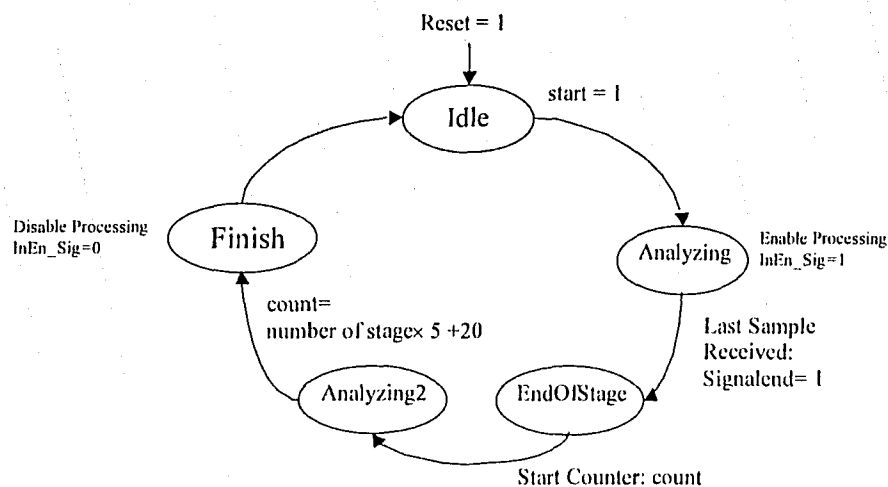 Reset = 1
Idle
start = 1
Disable Processing
InEn_Sig=0
Finish
Analyzing
Enable Processing
InEn_Sig=1
count=
number of stage× 5 +20
Last Sample
Received:
Signalend= 1
Analyzing2
EndOfStage
Start Counter: count